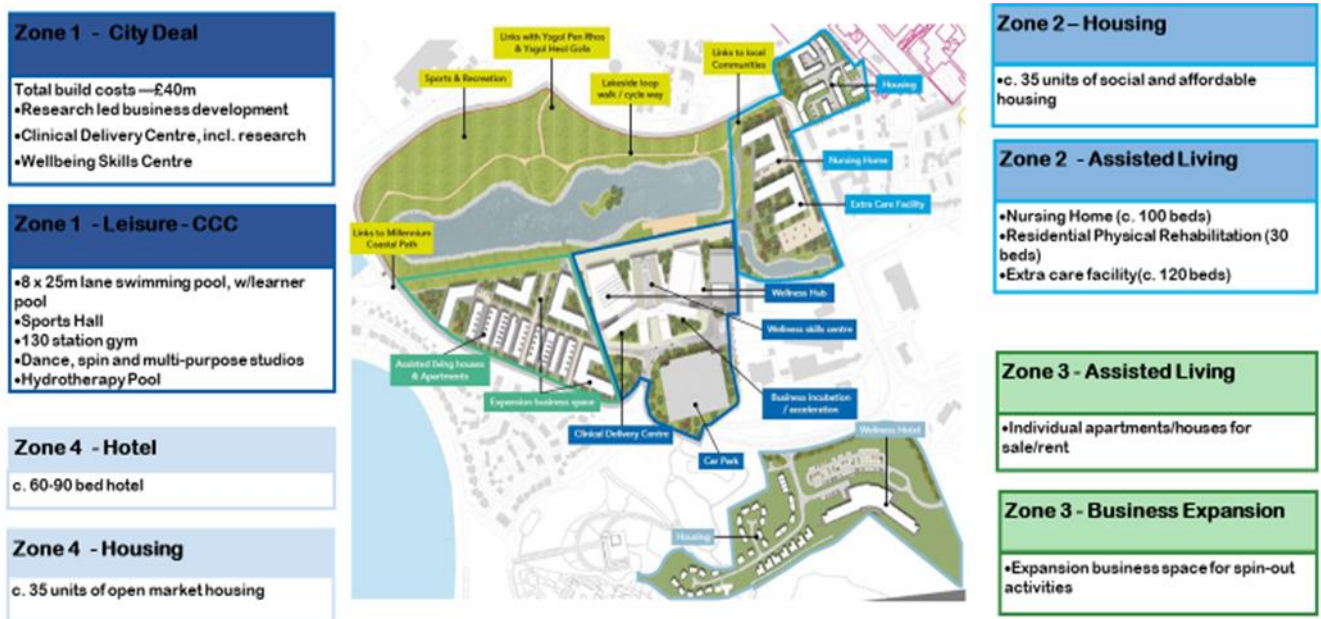 Zone 1 - City Deal
Total build costs —£40m
•Research led business development
•Clinical Delivery Centre, incl. research
•Wellbeing Skills Centre
Zone 1 - Leisure - CCC
•8 x 25m lane swimming pool, w/learner
pool
•Sports Hall
•130 station gym
•Dance, spin and multi-purpose studios
•Hydrotherapy Pool
Zone 4 - Hotel
c. 60-90 bed hotel
Zone 4 - Housing
c. 35 units of open market housing
Links with Ysgol Pen Rhos
& Ysgol Heol Goffa
Sports & Recreation
Lakeside loop
walk / cycle way
Links to local
Communities
Housing
Nursing Home
Extra Care Facility
Links to Millennium
Coastal Path
Wellness Hub
Wellness skills centre
Assisted living houses
& Apartments
Expansion business space
Business incubation
/ acceleration
Clinical Delivery Centre
Car Park
Wellness Hotel
Housing
Zone 2 – Housing
•c. 35 units of social and affordable
housing
Zone 2 - Assisted Living
•Nursing Home (c. 100 beds)
•Residential Physical Rehabilitation (30
beds)
•Extra care facility(c. 120 beds)
Zone 3 - Assisted Living
•Individual apartments/houses for
sale/rent
Zone 3 - Business Expansion
•Expansion business space for spin-out
activities